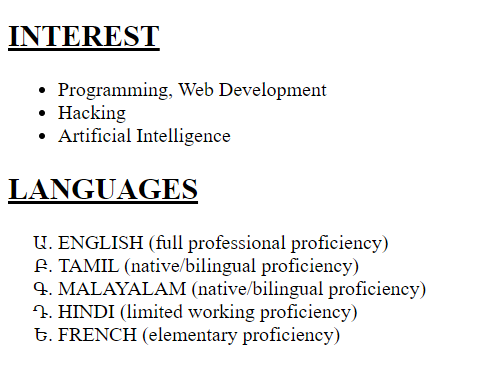 INTEREST
• Programming, Web Development
• Hacking
• Artificial Intelligence
LANGUAGES
Ա. ENGLISH (full professional proficiency)
Բ. TAMIL (native/bilingual proficiency)
Գ. MALAYALAM (native/bilingual proficiency)
Դ. HINDI (limited working proficiency)
Ե. FRENCH (elementary proficiency)